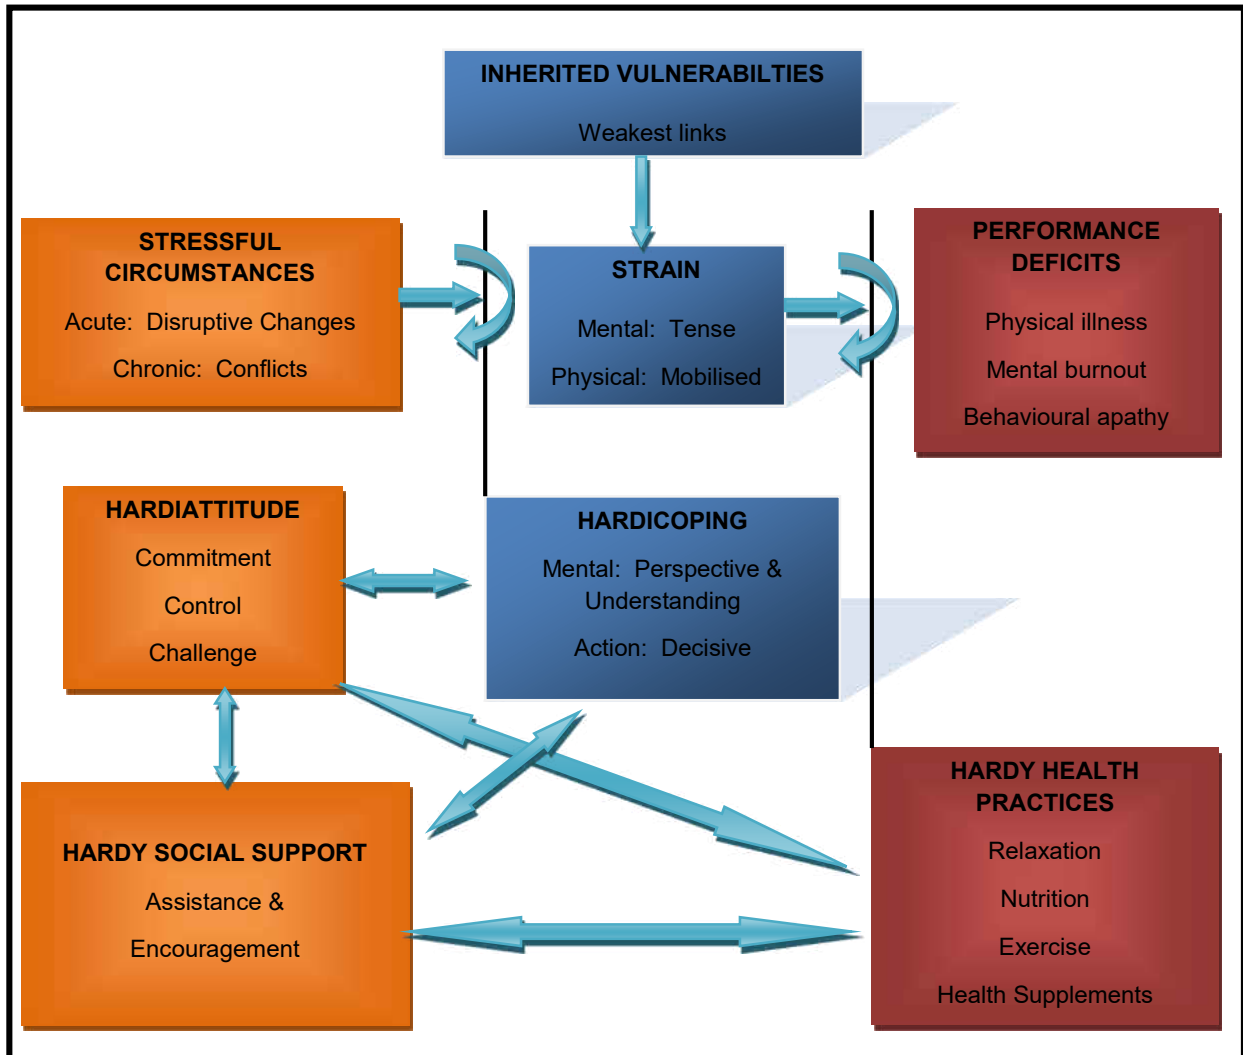 INHERITED VULNERABILTIES
Weakest links
STRESSFUL
CIRCUMSTANCES
Acute: Disruptive Changes
Chronic: Conflicts
STRAIN
Mental: Tense
Physical: Mobilised
PERFORMANCE
DEFICITS
Physical illness
Mental burnout
Behavioural apathy
HARDIATTITUDE
Commitment
Control
Challenge
HARDICOPING
Mental: Perspective &
Understanding
Action: Decisive
HARDY SOCIAL SUPPORT
Assistance &
Encouragement
HARDY HEALTH
PRACTICES
Relaxation
Nutrition
Exercise
Health Supplements